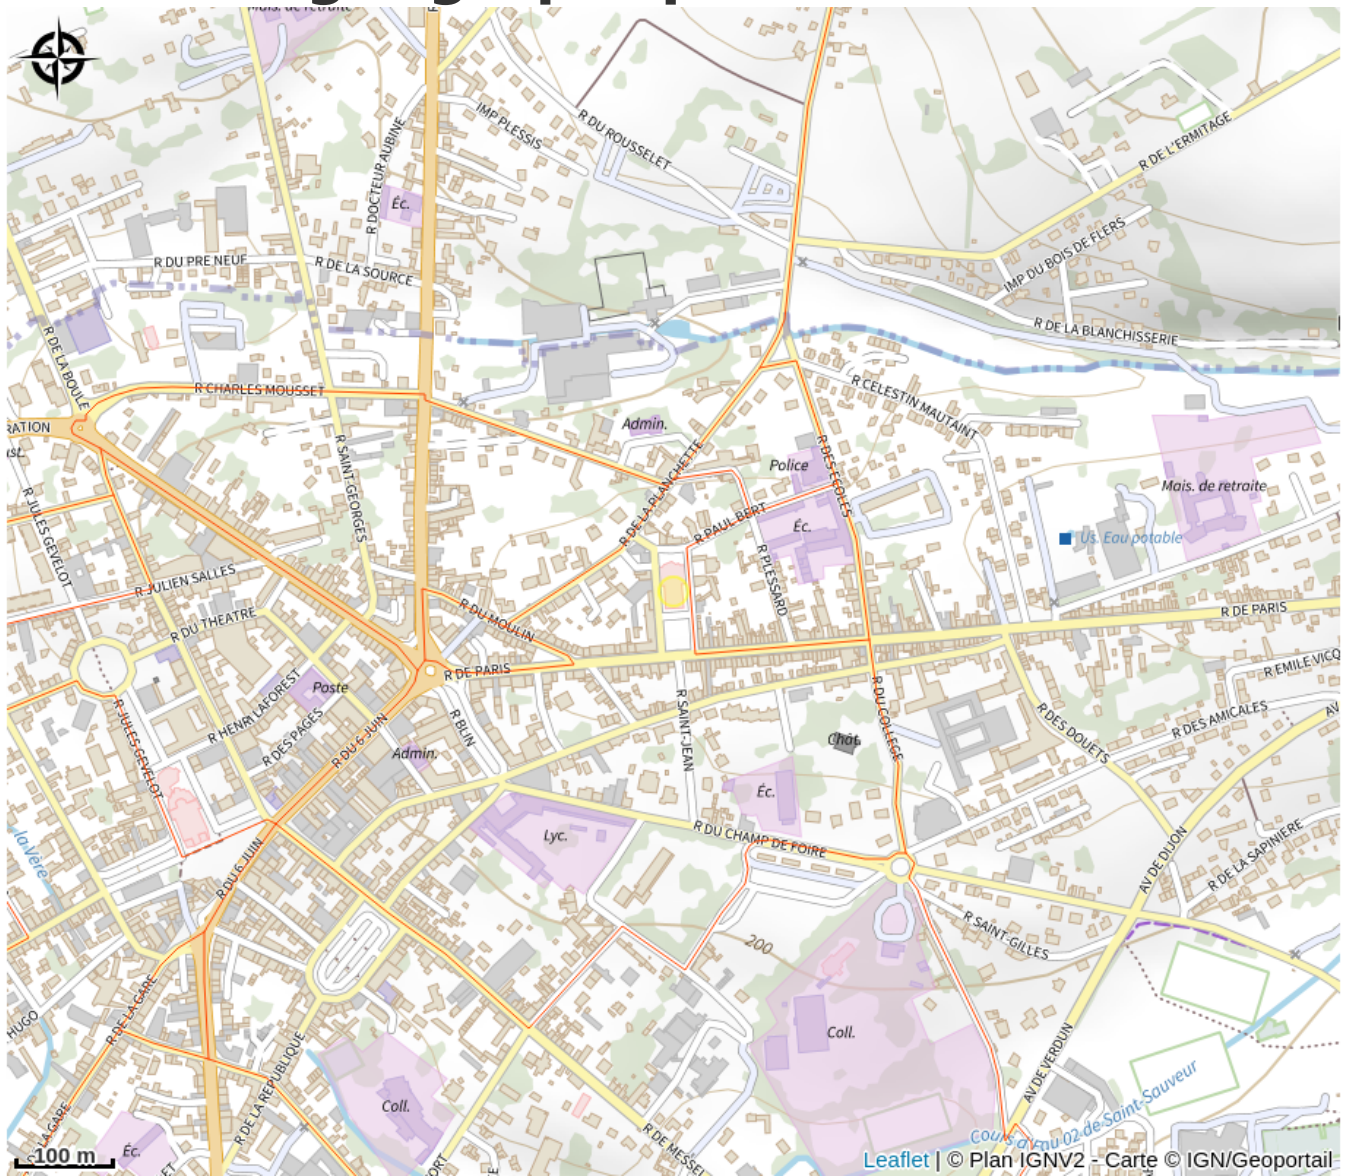 Mais. de retraite
IMP PLESSIS
R DU ROUSSELET
R DE L'ERMITAGE
R DOCTEUR AUBINE
Éc.
R DU PRE NEUF
R DE LA SOURCE
IMP DU BOIS DE FLERS
R DE LA BLANCHISSERIE
R DE LA BOULE
R CHARLES MOUSSET
R CELESTIN MAUTAINT
RATION
Admin.
R SAINT-GEORGES
R DE LA PLANCHETTE
Police
R DES ECOLES
Mais. de retraite
R JULES GEVELOT
R PAUL BERT
Éc.
Us. Eau potable
R JULIEN SALLES
R PLESSARD
R DU THEATRE
R DU MOULIN
R DE PARIS
R DE PARIS
R EMILE VICQ
Poste
R HENRI LAFOREST
R DES PAGES
R JULES GEVELOT
R DU 6 JUIN
R BLIN
Admin.
R SAINT-JEAN
R DU COLLEGE
Chât.
R DES DOUETS
R DES AMICALES
AV
Éc.
Lyc.
R DU CHAMP DE FOIRE
la Vère
R DU 6 JUIN
AV DE DIJON
R DE LA SAPINIÈRE
R SAINT-GILLES
200
R DE LA GARE
HUGO
Coll.
AV DE VERDUN
R DE LA REPUBLIQUE
Coll.
Cours d'eau 02 de Saint-Sauveur
R DE MESSEI
Éc.
100 m
Leaflet | © Plan IGNV2 - Carte © IGN/Geoportail